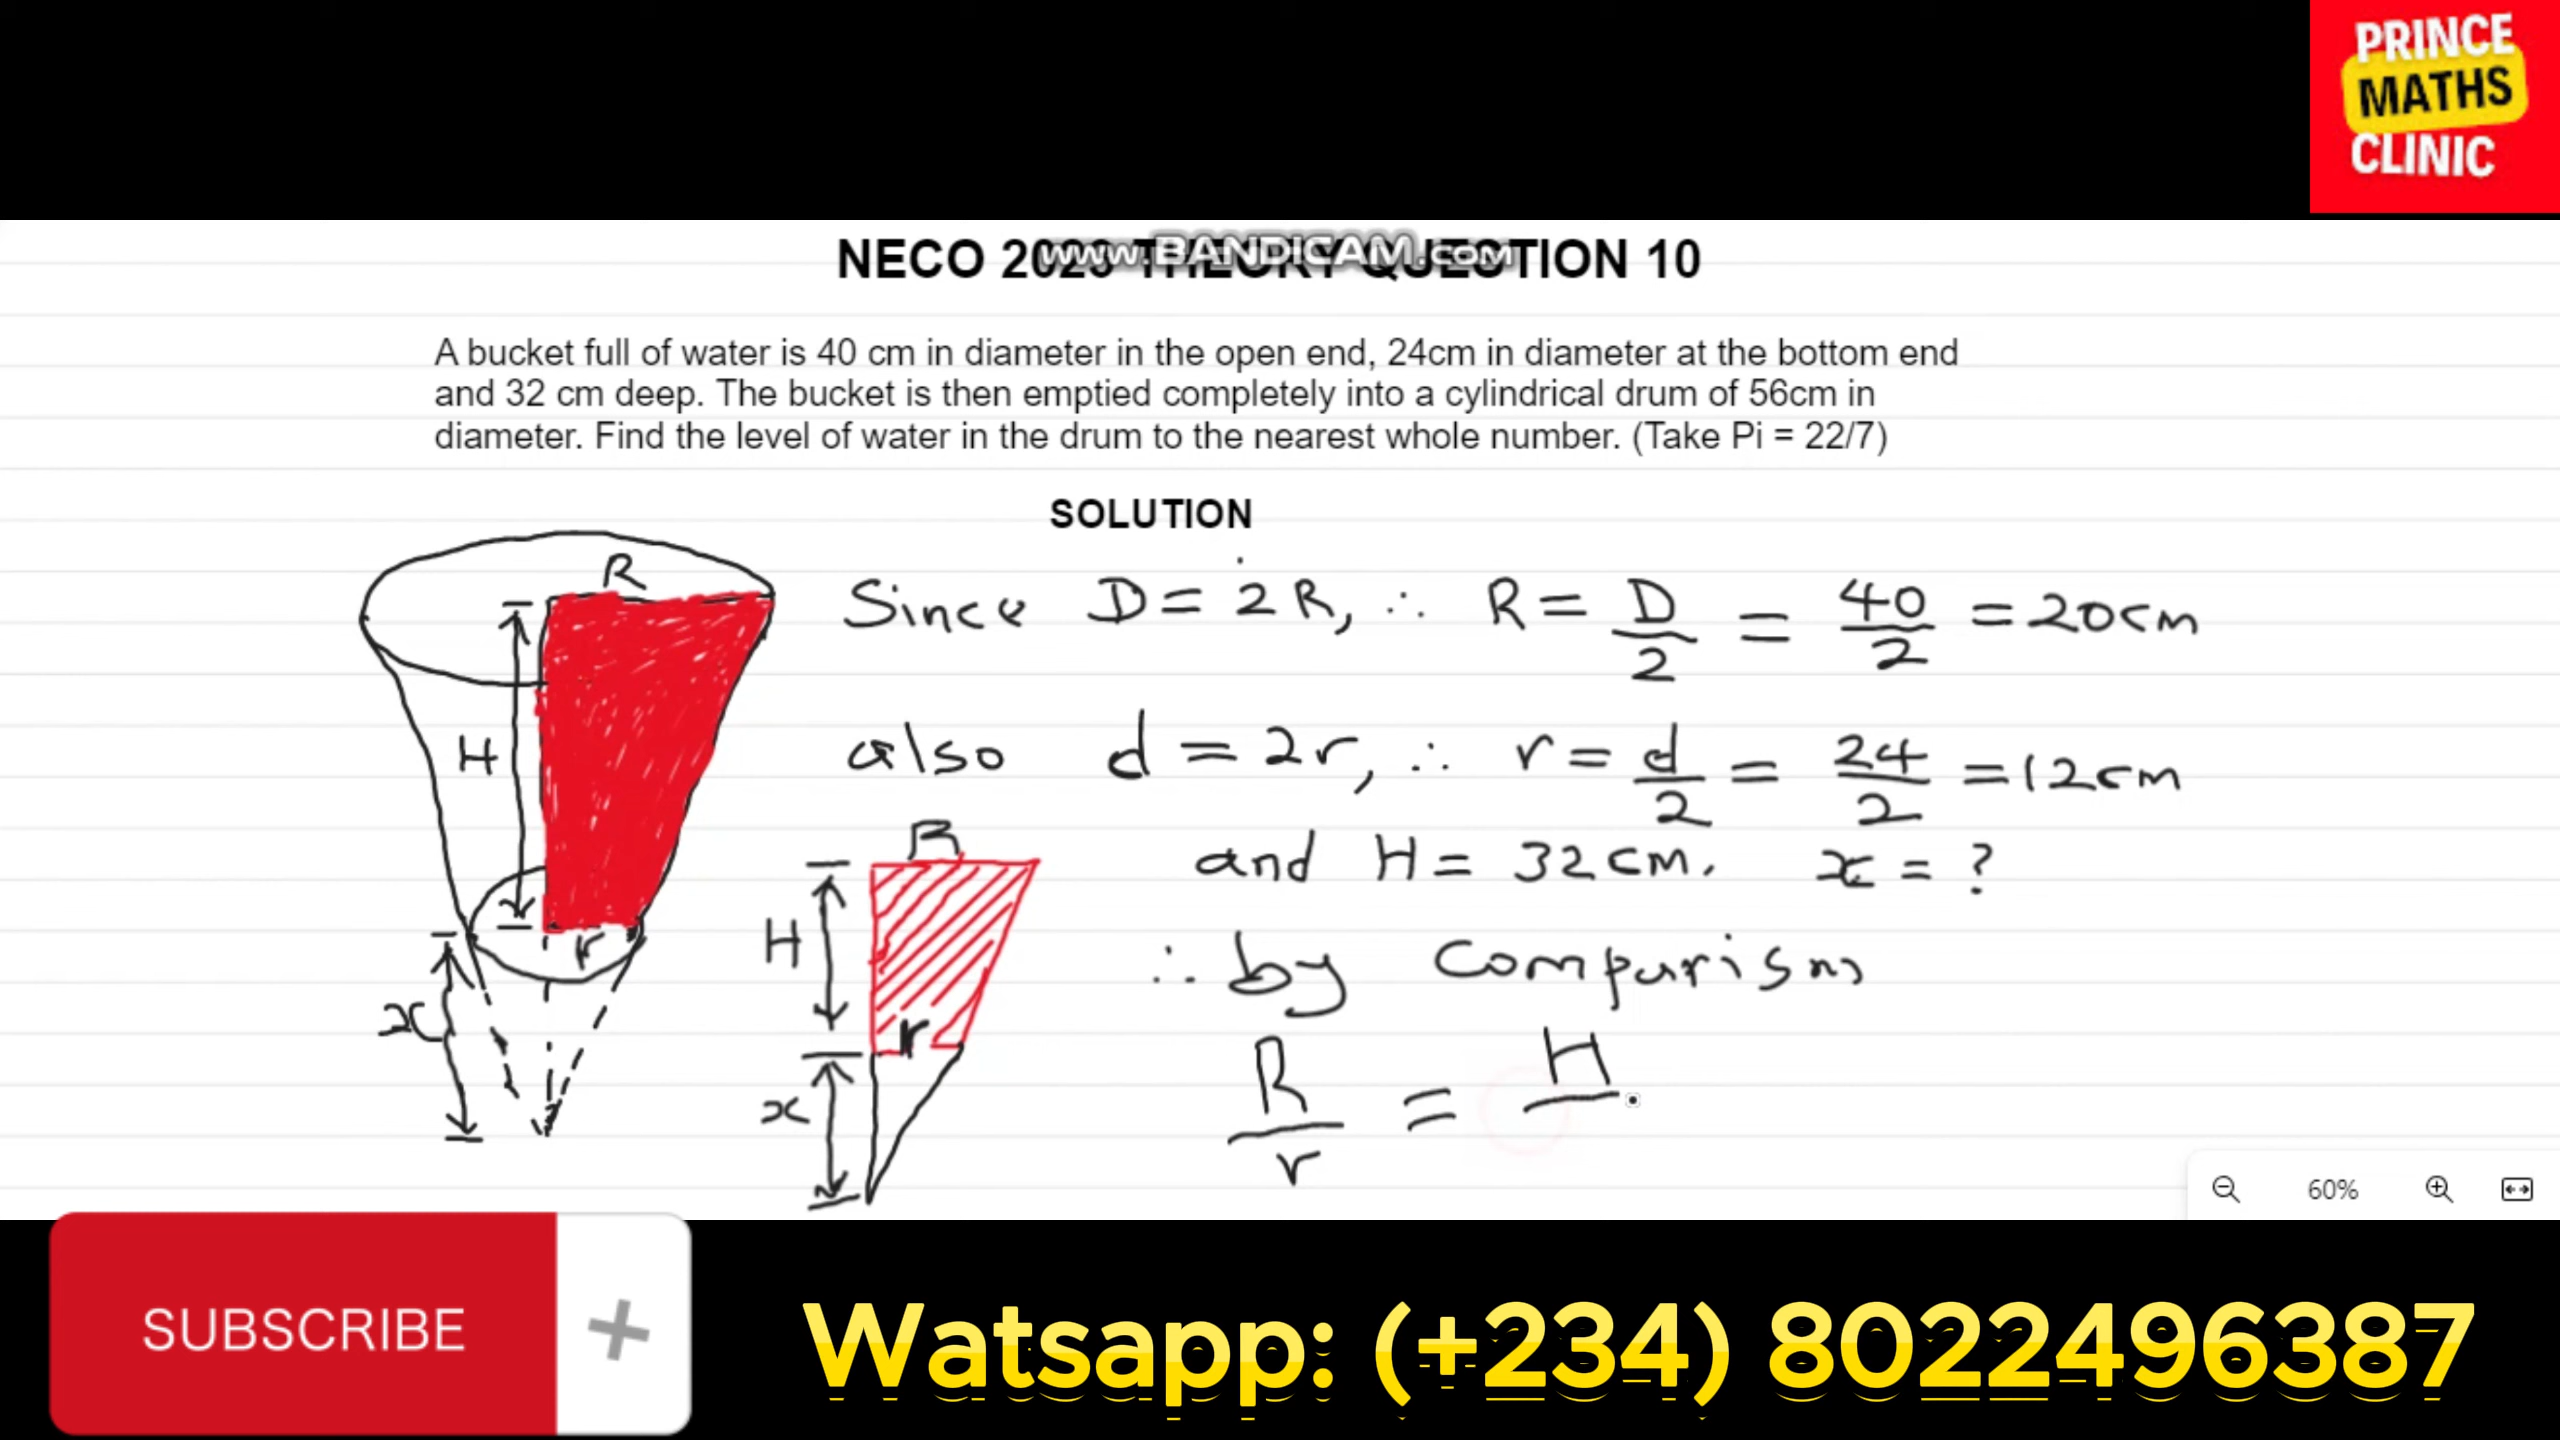 PRINCE
MATHS
CLINIC
NECO 2023 THEORY QUESTION 10
www.BANDICAM.com
A bucket full of water is 40 cm in diameter in the open end, 24cm in diameter at the bottom end
and 32 cm deep. The bucket is then emptied completely into a cylindrical drum of 56cm in
diameter. Find the level of water in the drum to the nearest whole number. (Take Pi = 22/7)
SOLUTION
R
H
r
x
Since D = 2R, ∴ R = D/2 = 40/2 = 20cm
also d = 2r, ∴ r = d/2 = 24/2 = 12cm
and H = 32cm. x = ?
R
H
r
x
∴ by Comparism
R/r = H
60%
SUBSCRIBE +
Watsapp: (+234) 8022496387